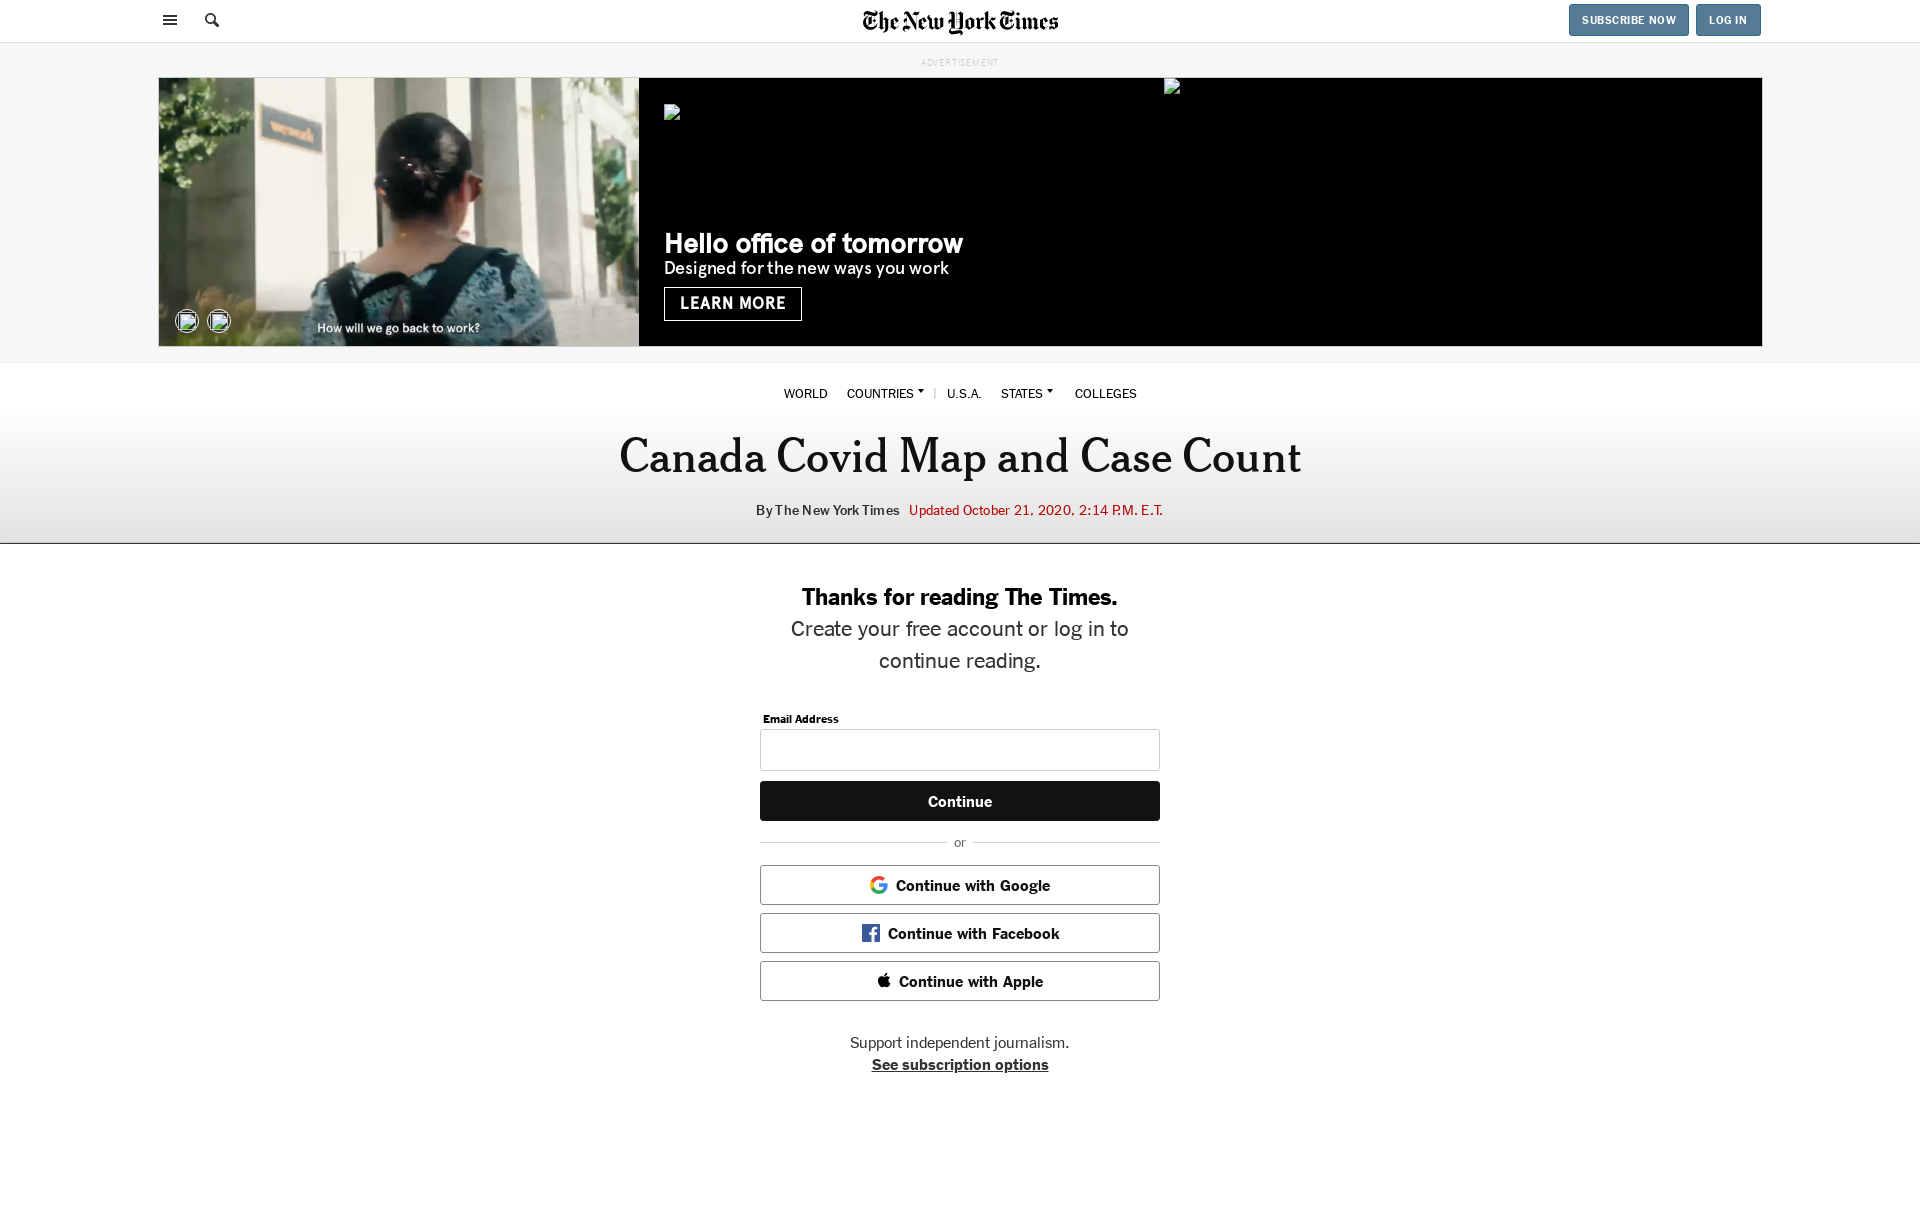 The New York Times
SUBSCRIBE NOW
LOG IN
ADVERTISEMENT
Hello office of tomorrow
Designed for the new ways you work
LEARN MORE
How will we go back to work?
WORLD COUNTRIES | U.S.A. STATES COLLEGES
Canada Covid Map and Case Count
By The New York Times Updated October 21, 2020, 2:14 P.M. E.T.
Thanks for reading The Times.
Create your free account or log in to
continue reading.
Email Address
Continue
or
Continue with Google
Continue with Facebook
Continue with Apple
Support independent journalism.
See subscription options